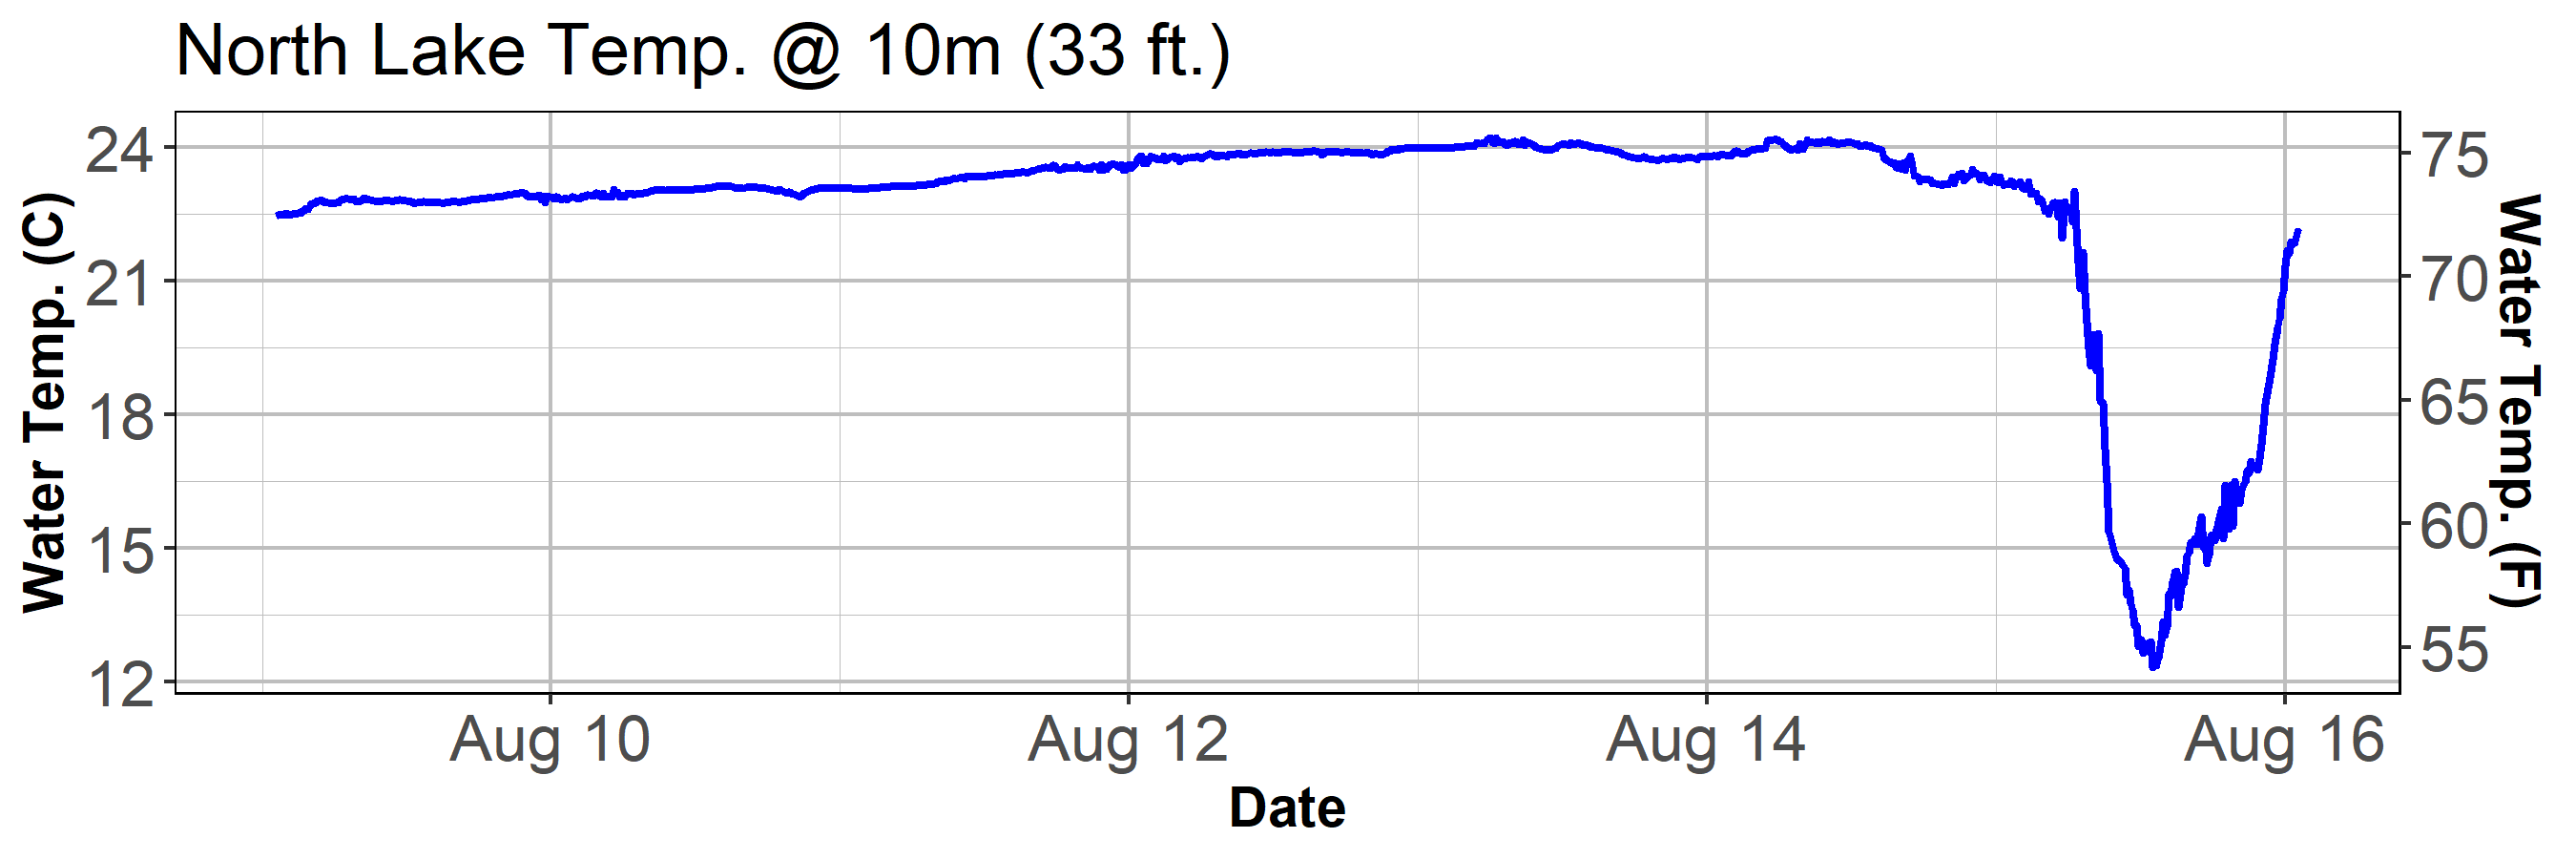 North Lake Temp. @ 10m (33 ft.)
Water Temp. (C)
24
21
18
15
12
75
70
65
60
55
Water Temp. (F)
Aug 10
Aug 12
Aug 14
Aug 16
Date